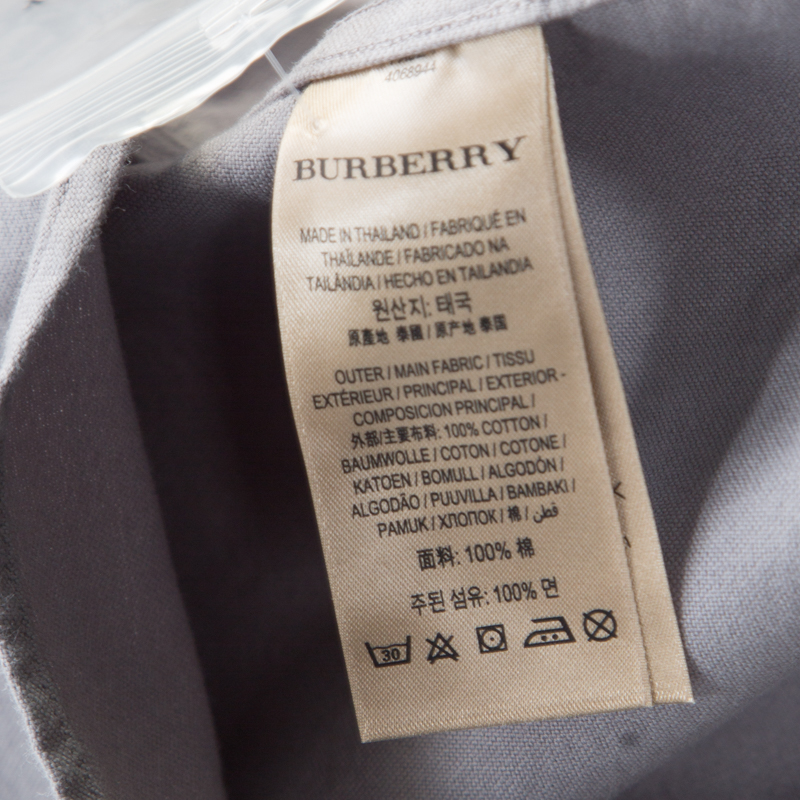 4068944
BURBERRY
MADE IN THAILAND / FABRIQUÉ EN
THAÏLANDE / FABRICADO NA
TAILÂNDIA / HECHO EN TAILANDIA
원산지: 태국
原產地 泰國 / 原产地 泰国
OUTER / MAIN FABRIC / TISSU
EXTÉRIEUR / PRINCIPAL / EXTERIOR -
COMPOSICION PRINCIPAL /
外部/主要布料: 100% COTTON /
BAUMWOLLE / COTON / COTONE /
KATOEN / BOMULL / ALGODÓN /
ALGODÃO / PUUVILLA / BAMBAKI /
PAMUK / ХЛОПОК / 棉 / قطن
面料: 100% 棉
주된 섬유: 100% 면
30